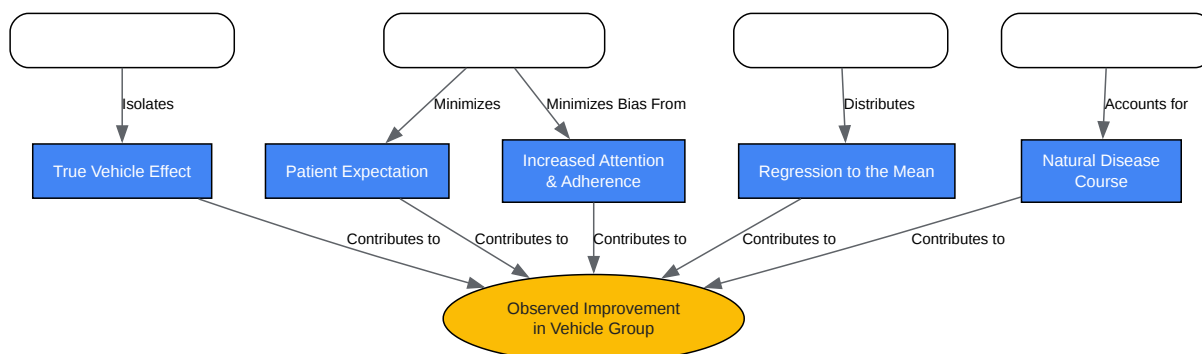 Isolates
Minimizes
Minimizes Bias From
Distributes
Accounts for
True Vehicle Effect
Patient Expectation
Increased Attention
& Adherence
Regression to the Mean
Natural Disease
Course
Contributes to
Contributes to
Contributes to
Contributes to
Contributes to
Observed Improvement
in Vehicle Group